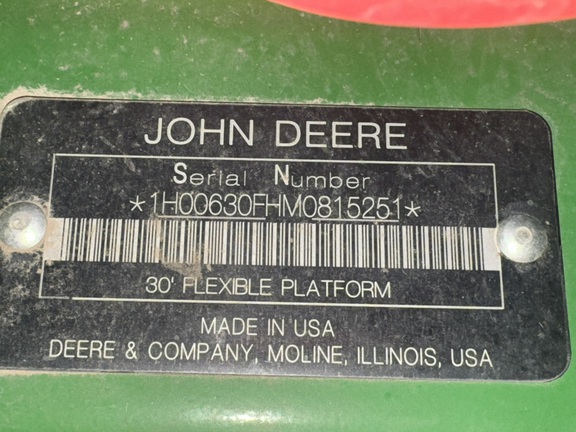 JOHN DEERE
Serial Number
*1H00630FHM0815251*
30' FLEXIBLE PLATFORM
MADE IN USA
DEERE & COMPANY, MOLINE, ILLINOIS, USA